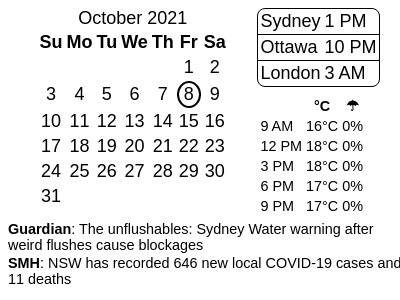 October 2021
Su Mo Tu We Th Fr Sa
1 2
3 4 5 6 7 8 9
10 11 12 13 14 15 16
17 18 19 20 21 22 23
24 25 26 27 28 29 30
31
Sydney 1 PM
Ottawa 10 PM
London 3 AM
°C ☂
9 AM 16°C 0%
12 PM 18°C 0%
3 PM 18°C 0%
6 PM 17°C 0%
9 PM 17°C 0%
Guardian: The unflushables: Sydney Water warning after
weird flushes cause blockages
SMH: NSW has recorded 646 new local COVID-19 cases and
11 deaths